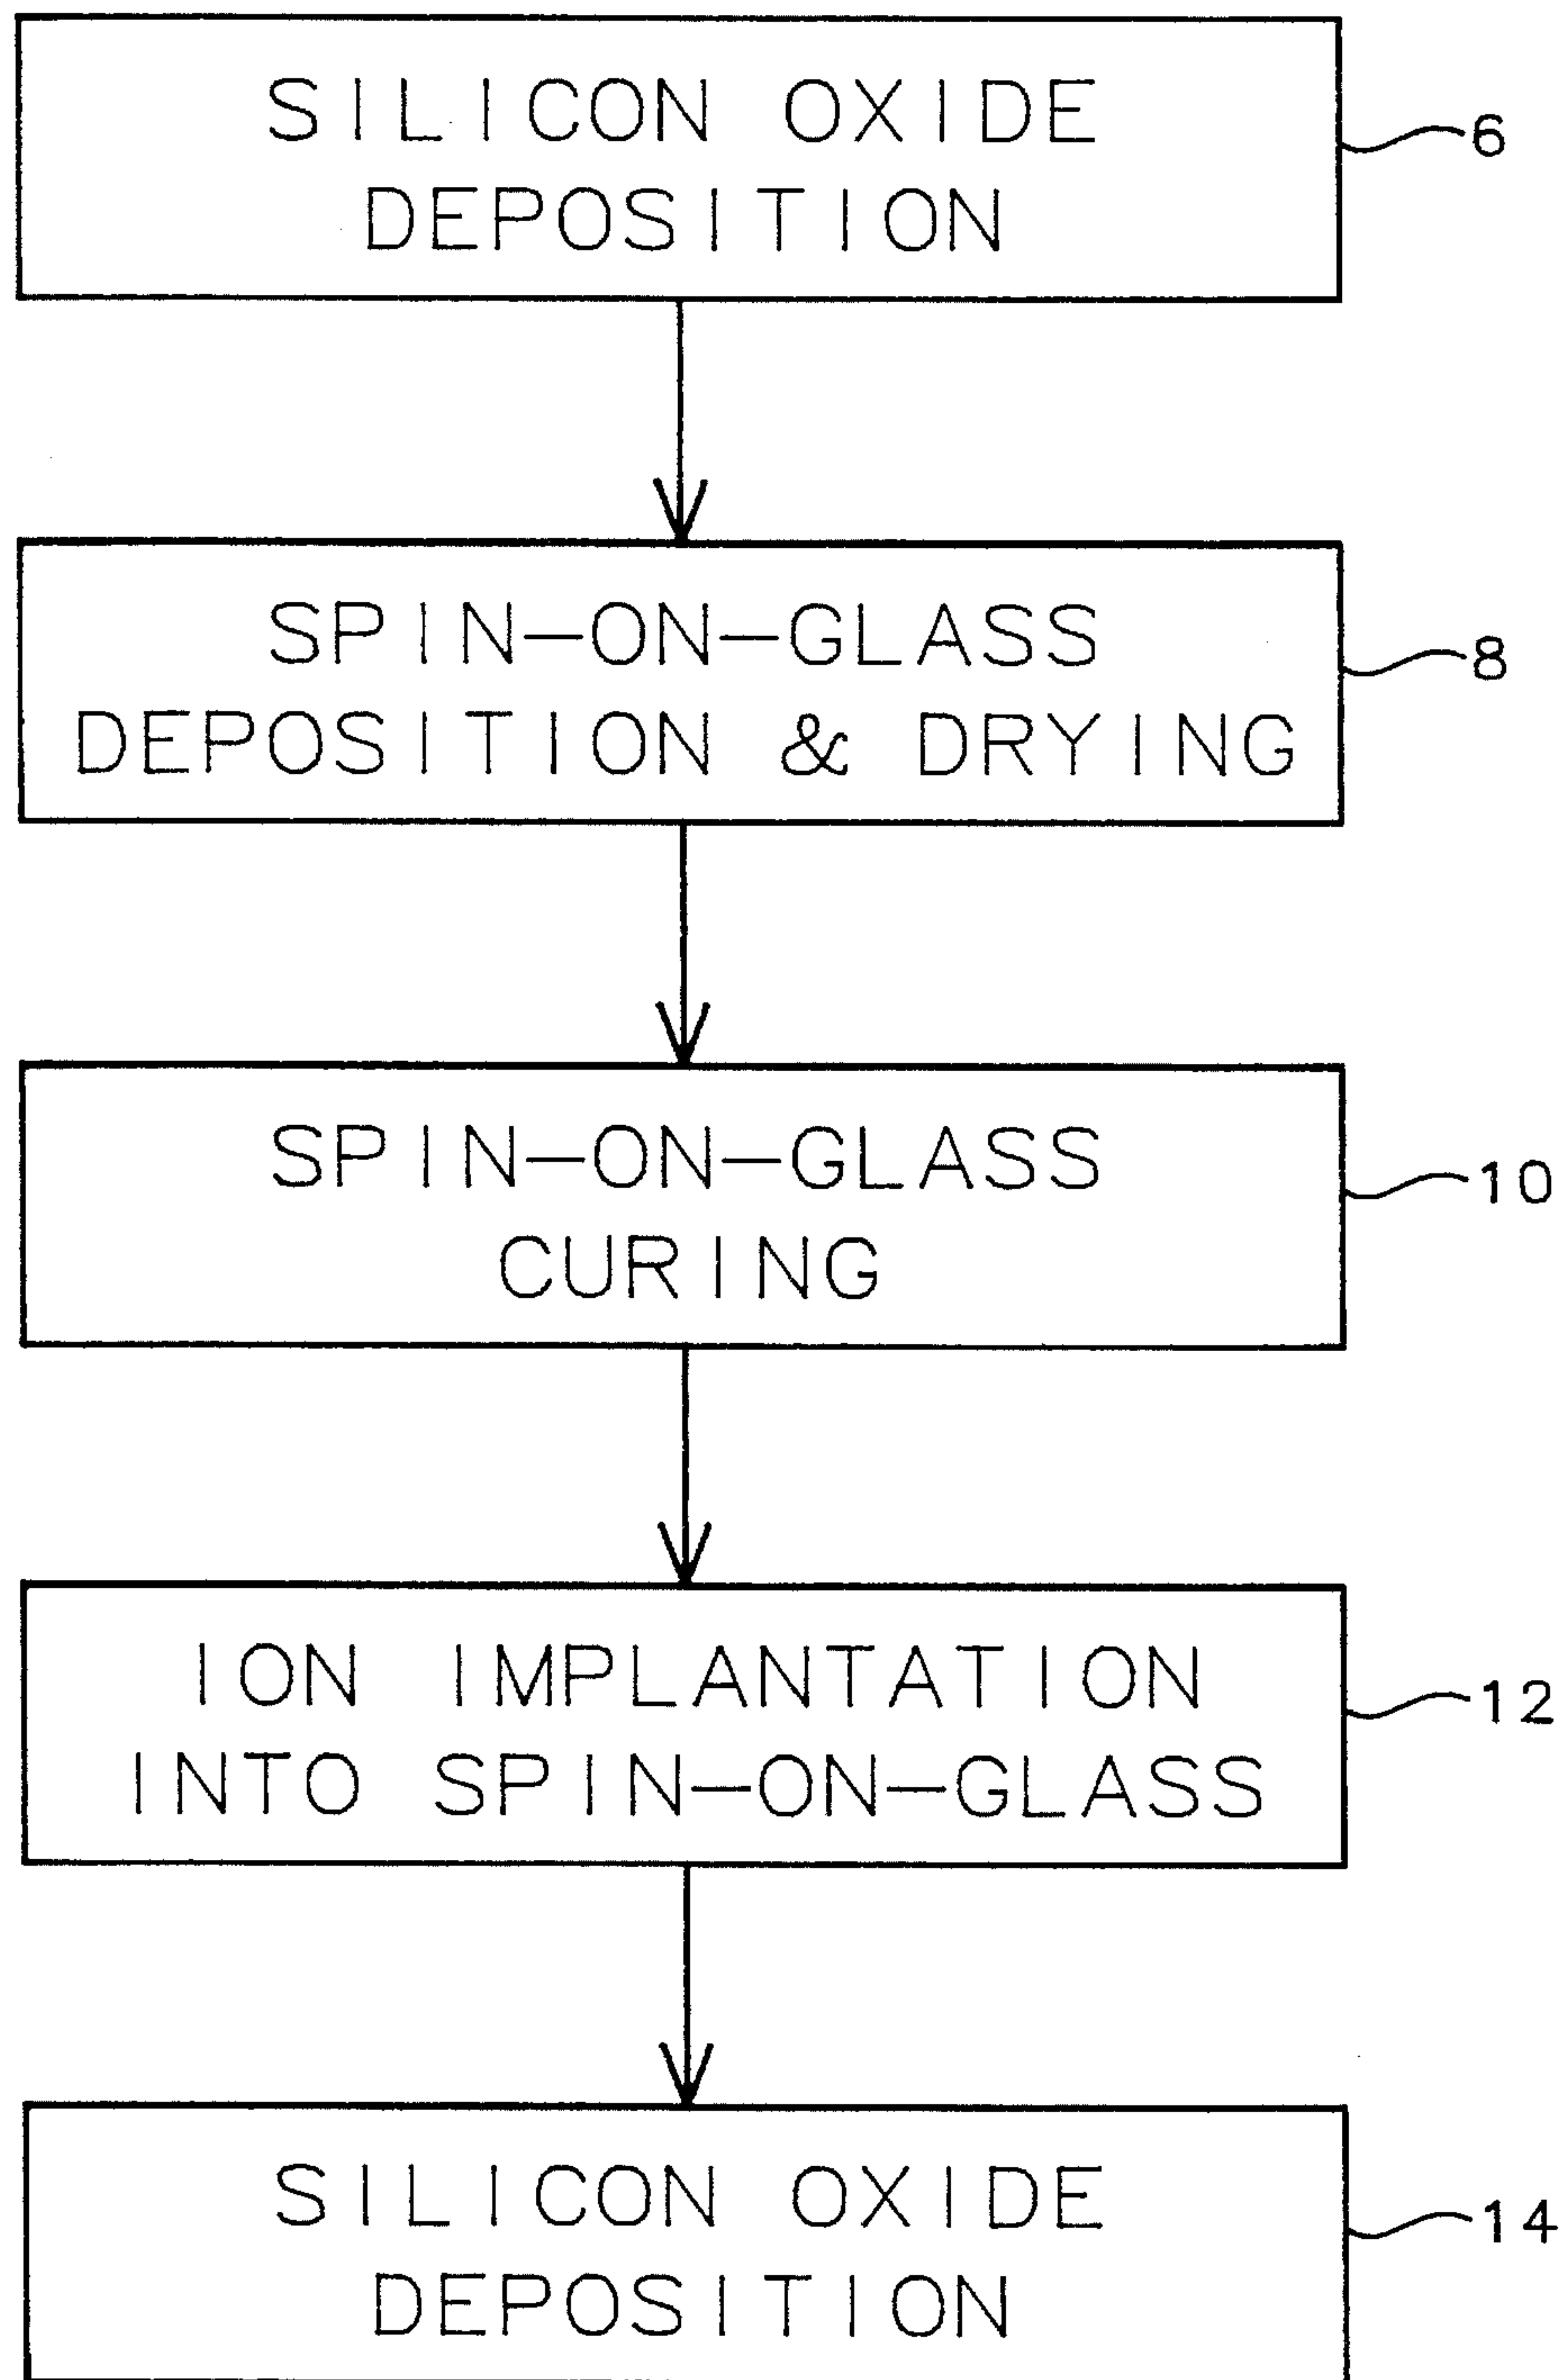 SILICON OXIDE
DEPOSITION
6
SPIN-ON-GLASS
DEPOSITION & DRYING
8
SPIN-ON-GLASS
CURING
10
ION IMPLANTATION
INTO SPIN-ON-GLASS
12
SILICON OXIDE
DEPOSITION
14